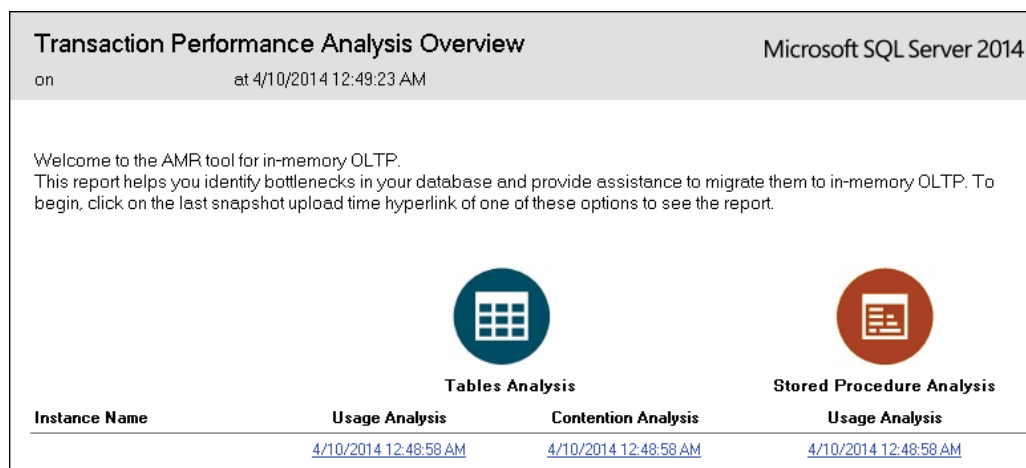 Transaction Performance Analysis Overview
Microsoft SQL Server 2014
on at 4/10/2014 12:49:23 AM
Welcome to the AMR tool for in-memory OLTP.
This report helps you identify bottlenecks in your database and provide assistance to migrate them to in-memory OLTP. To
begin, click on the last snapshot upload time hyperlink of one of these options to see the report.
Tables Analysis Stored Procedure Analysis
Instance Name Usage Analysis Contention Analysis Usage Analysis
4/10/2014 12:48:58 AM 4/10/2014 12:48:58 AM 4/10/2014 12:48:58 AM